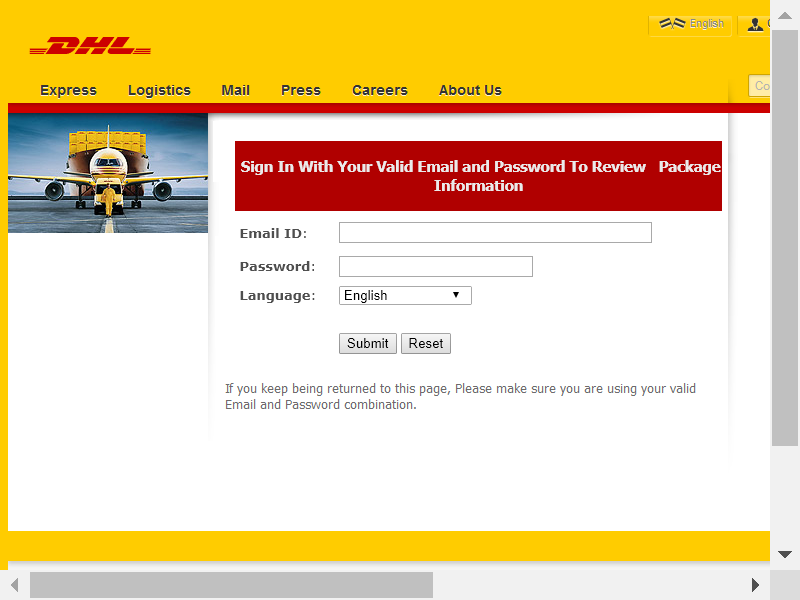 English
DHL
Express Logistics Mail Press Careers About Us
Co
Sign In With Your Valid Email and Password To Review Package
Information
Email ID:
Password:
Language: English
Submit Reset
If you keep being returned to this page, Please make sure you are using your valid
Email and Password combination.